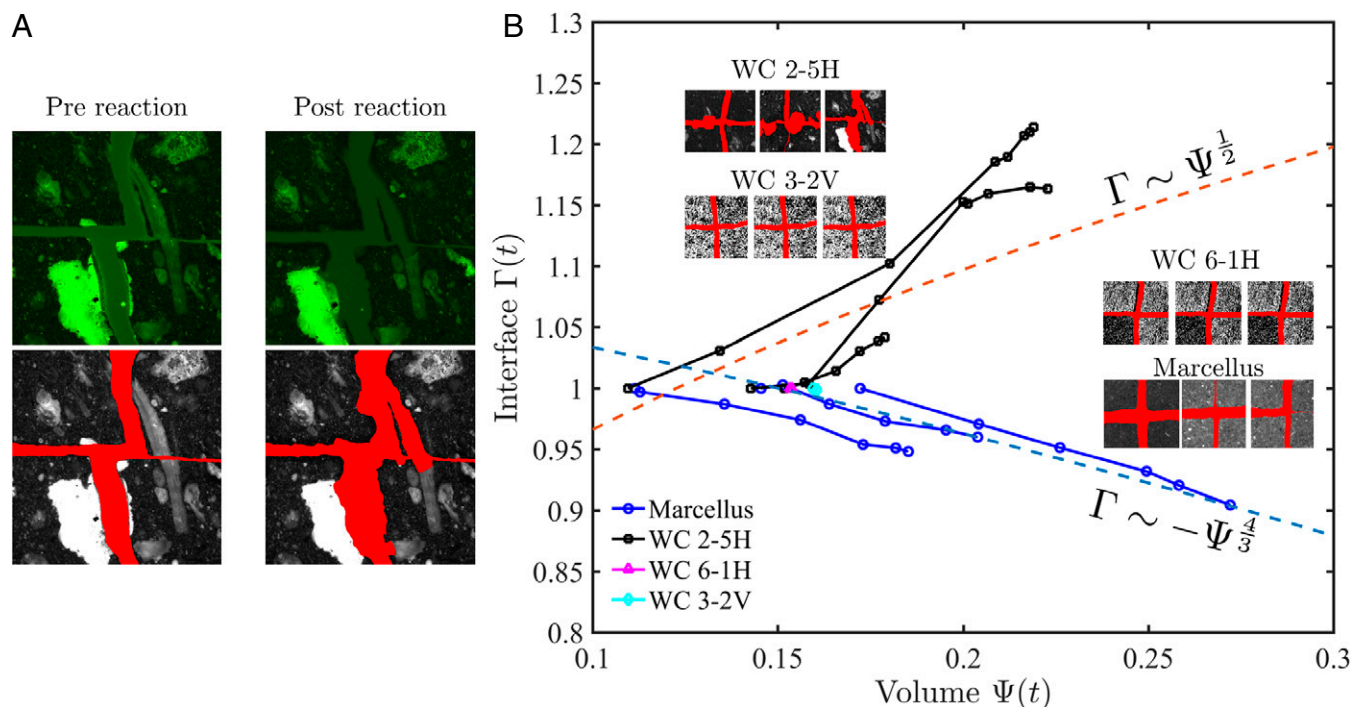 A
Pre reaction
Post reaction
B
1.3
1.25
1.2
1.15
1.1
1.05
1
0.95
0.9
0.85
0.8
Interface Γ(t)
0.1
0.15
0.2
0.25
0.3
Volume Ψ(t)
WC 2-5H
WC 3-2V
Γ ∼ Ψ^{1/2}
WC 6-1H
Marcellus
Γ ∼ −Ψ^{4/3}
Marcellus
WC 2-5H
WC 6-1H
WC 3-2V